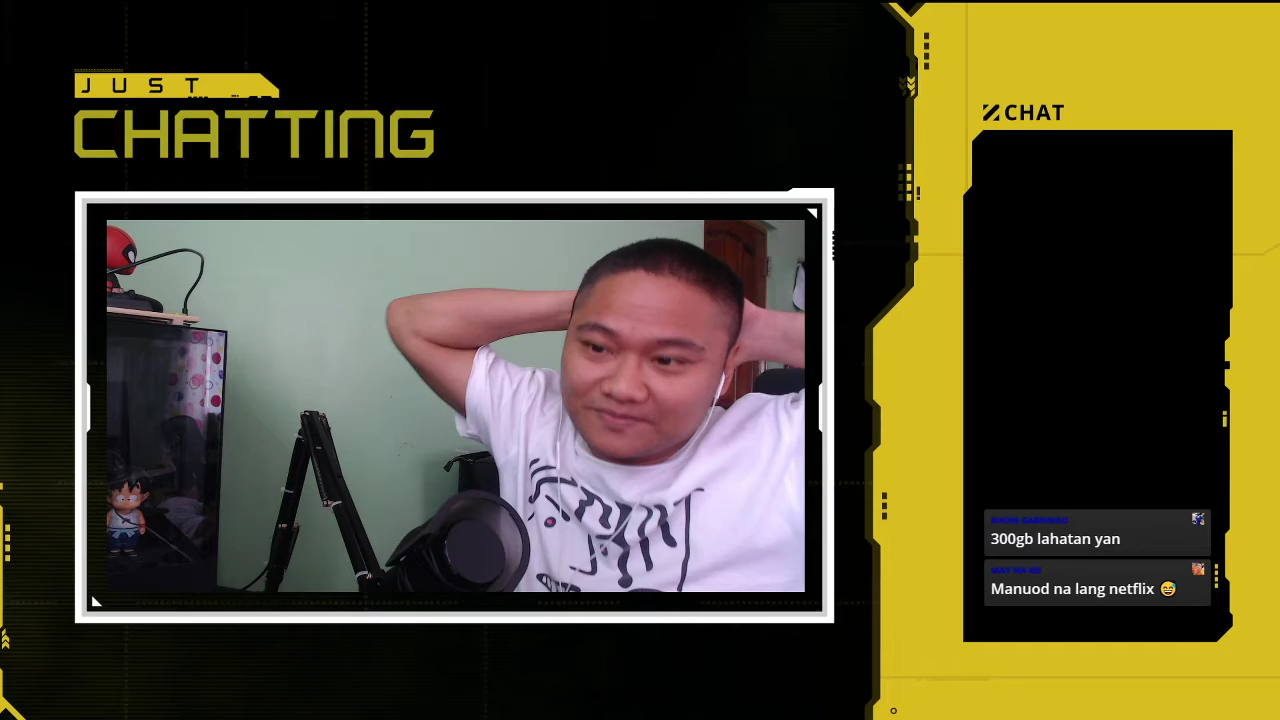 JUST
CHATTING
CHAT
300gb lahatan yan
Manuod na lang netflix 😅